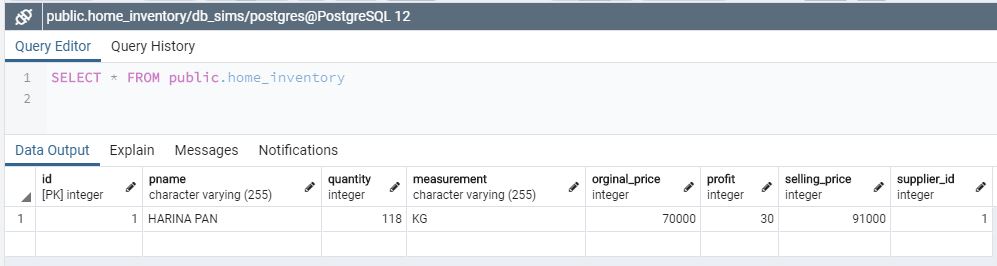 public.home_inventory/db_sims/postgres@PostgreSQL 12
Query Editor Query History
1 SELECT * FROM public.home_inventory
2
Data Output Explain Messages Notifications
id pname quantity measurement orginal_price profit selling_price supplier_id
[PK] integer character varying (255) integer character varying (255) integer integer integer integer
1 1 HARINA PAN 118 KG 70000 30 91000 1